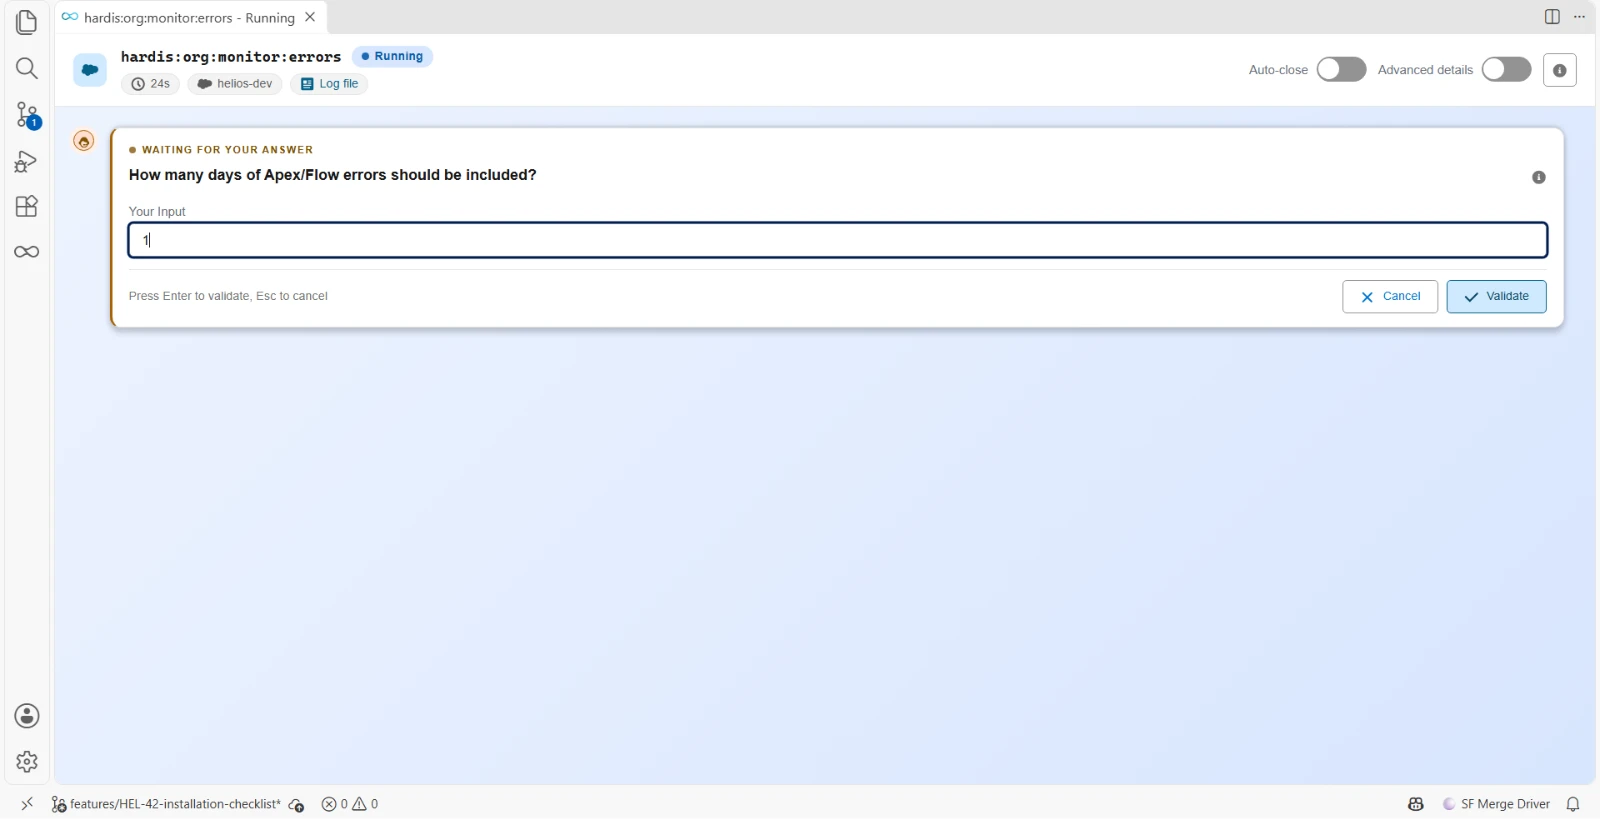 hardis:org:monitor:errors - Running
hardis:org:monitor:errors Running
24s helios-dev Log file
Auto-close Advanced details
WAITING FOR YOUR ANSWER
How many days of Apex/Flow errors should be included?
Your Input
1
Press Enter to validate, Esc to cancel
Cancel Validate
1
features/HEL-42-installation-checklist* 0 0
SF Merge Driver